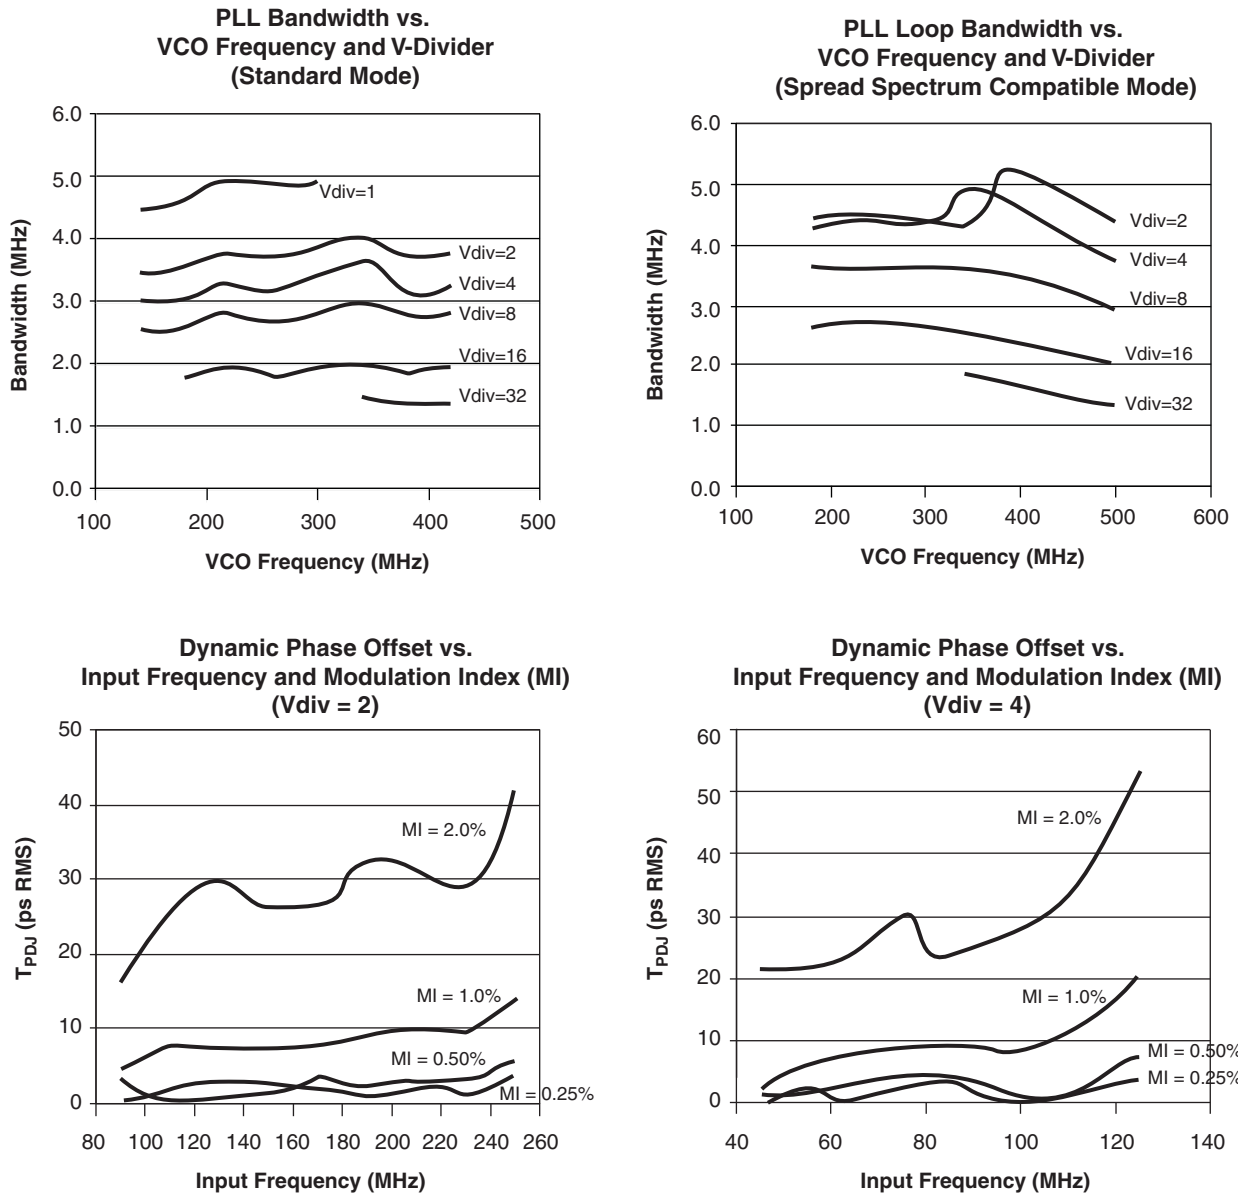 PLL Bandwidth vs.
VCO Frequency and V-Divider
(Standard Mode)
6.0
5.0
4.0
3.0
2.0
1.0
0.0
Bandwidth (MHz)
Vdiv=1
Vdiv=2
Vdiv=4
Vdiv=8
Vdiv=16
Vdiv=32
100 200 300 400 500
VCO Frequency (MHz)
PLL Loop Bandwidth vs.
VCO Frequency and V-Divider
(Spread Spectrum Compatible Mode)
6.0
5.0
4.0
3.0
2.0
1.0
0.0
Bandwidth (MHz)
Vdiv=2
Vdiv=4
Vdiv=8
Vdiv=16
Vdiv=32
100 200 300 400 500 600
VCO Frequency (MHz)
Dynamic Phase Offset vs.
Input Frequency and Modulation Index (MI)
(Vdiv = 2)
50
40
30
20
10
0
TPDJ (ps RMS)
MI = 2.0%
MI = 1.0%
MI = 0.50%
MI = 0.25%
80 100 120 140 160 180 200 220 240 260
Input Frequency (MHz)
Dynamic Phase Offset vs.
Input Frequency and Modulation Index (MI)
(Vdiv = 4)
60
50
40
30
20
10
0
TPDJ (ps RMS)
MI = 2.0%
MI = 1.0%
MI = 0.50%
MI = 0.25%
40 60 80 100 120 140
Input Frequency (MHz)